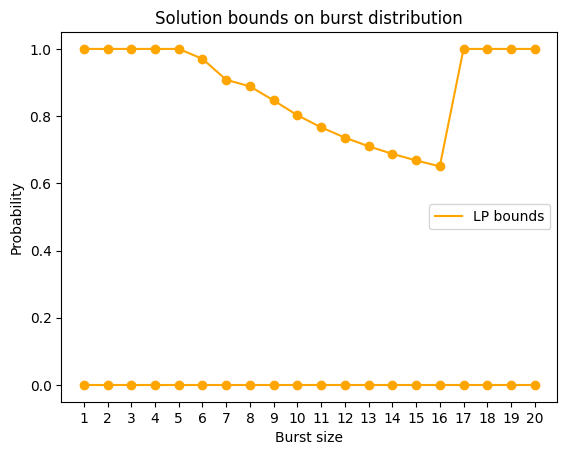 Solution bounds on burst distribution
Probability
1.0
0.8
0.6
0.4
0.2
0.0
LP bounds
1 2 3 4 5 6 7 8 9 10 11 12 13 14 15 16 17 18 19 20
Burst size